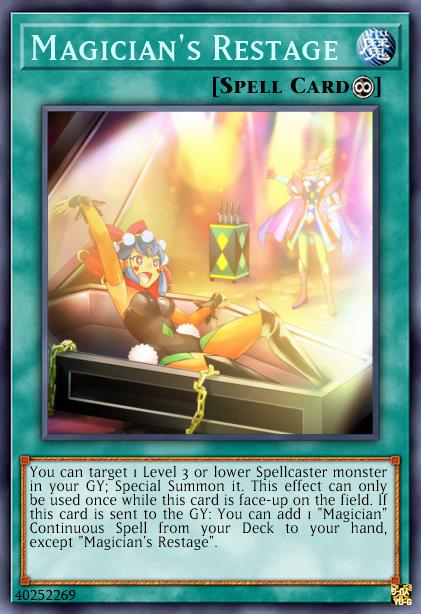 Magician's Restage
[Spell Card]
You can target 1 Level 3 or lower Spellcaster monster
in your GY; Special Summon it. This effect can only
be used once while this card is face-up on the field. If
this card is sent to the GY: You can add 1 "Magician"
Continuous Spell from your Deck to your hand,
except "Magician's Restage".
40252269